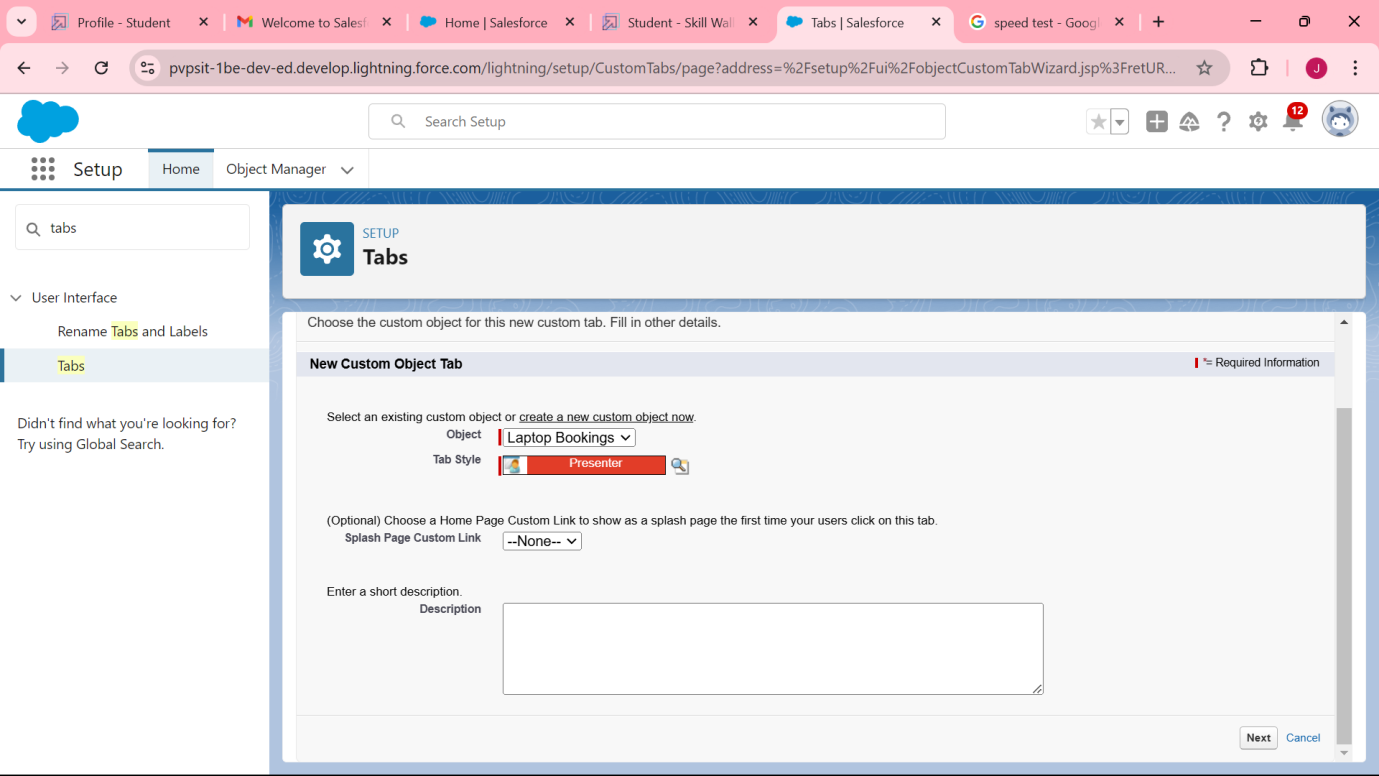 Profile - Student
Welcome to Salesf
Home | Salesforce
Student - Skill Wall
Tabs | Salesforce
speed test - Googl
pvpsit-1be-dev-ed.develop.lightning.force.com/lightning/setup/CustomTabs/page?address=%2Fsetup%2Fui%2FobjectCustomTabWizard.jsp%3FretUR...
J
Search Setup
12
Setup
Home
Object Manager
tabs
User Interface
Rename Tabs and Labels
Tabs
Didn't find what you're looking for?
Try using Global Search.
SETUP
Tabs
Choose the custom object for this new custom tab. Fill in other details.
New Custom Object Tab
*= Required Information
Select an existing custom object or create a new custom object now.
Object
Laptop Bookings
Tab Style
Presenter
(Optional) Choose a Home Page Custom Link to show as a splash page the first time your users click on this tab.
Splash Page Custom Link
--None--
Enter a short description.
Description
Next
Cancel